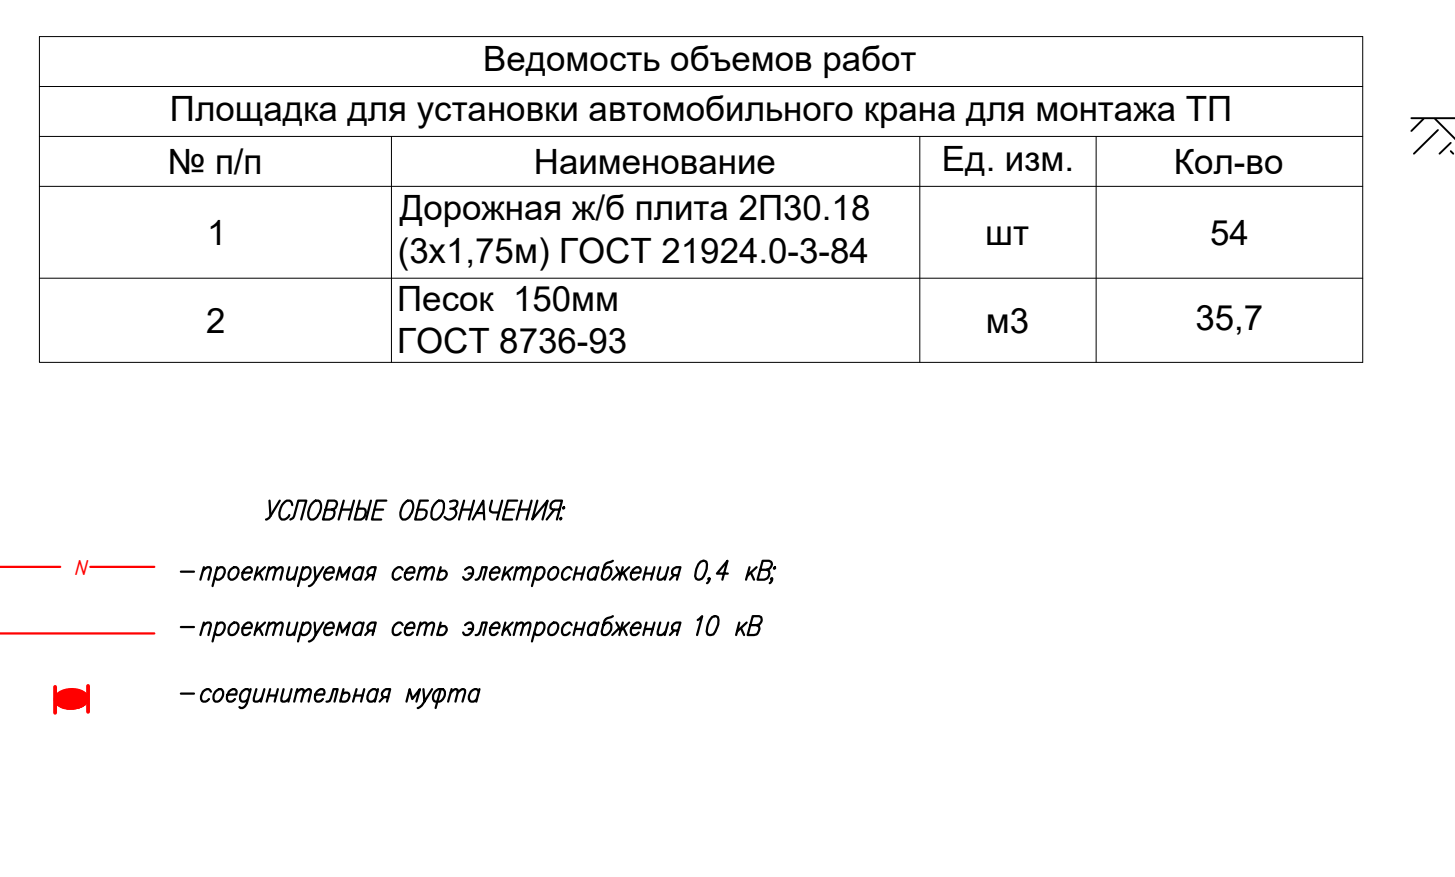 Ведомость объемов работ
Площадка для установки автомобильного крана для монтажа ТП
№ п/п Наименование Ед. изм. Кол-во
1 Дорожная ж/б плита 2П30.18 шт 54
(3х1,75м) ГОСТ 21924.0-3-84
2 Песок 150мм м3 35,7
ГОСТ 8736-93
УСЛОВНЫЕ ОБОЗНАЧЕНИЯ:
N –проектируемая сеть электроснабжения 0,4 кВ;
–проектируемая сеть электроснабжения 10 кВ
–соединительная муфта